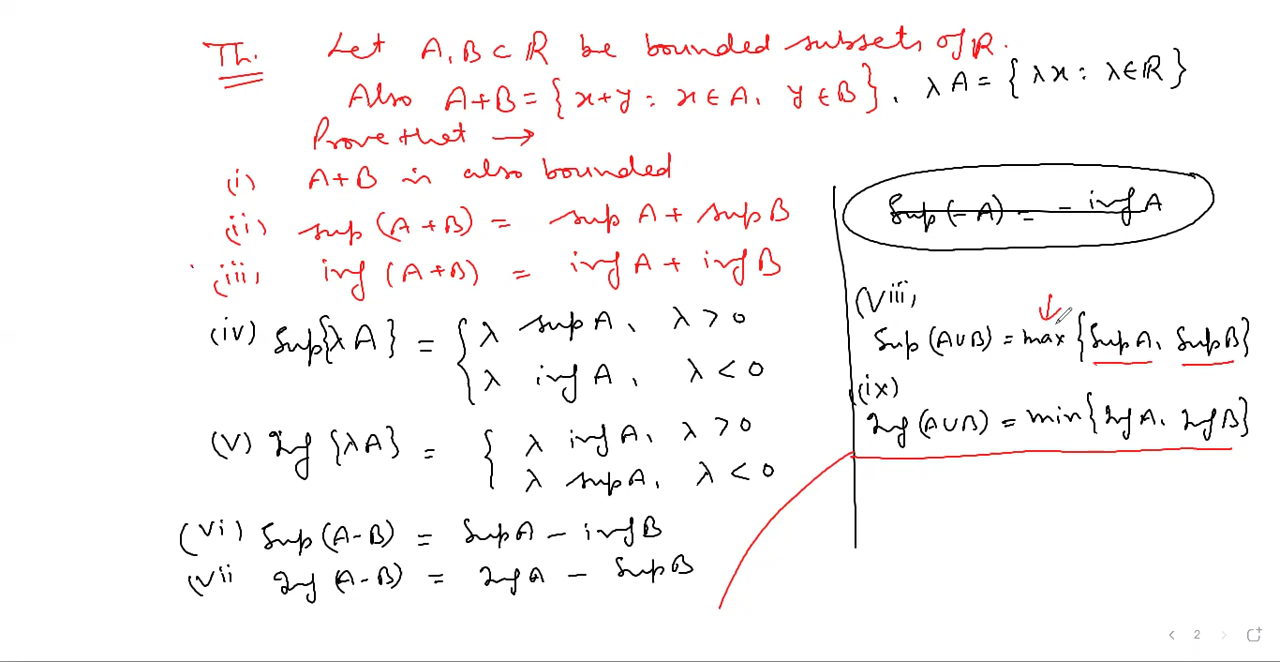 Th. Let A, B ⊂ ℝ be bounded subsets of ℝ.
Also A+B = {x+y : x ∈ A, y ∈ B}, λA = {λx : λ∈ℝ}
Prove that →
(i) A+B is also bounded
(ii) sup (A+B) = sup A + sup B
(iii) inf (A+B) = inf A + inf B
(iv) Sup{λA} = { λ sup A, λ > 0
λ inf A, λ < 0
(v) Inf {λA} = { λ inf A, λ > 0
λ sup A, λ < 0
(vi) Sup (A-B) = Sup A - inf B
(vii Inf (A-B) = Inf A - Sup B
Sup (-A) = - inf A
(viii)
Sup (A∪B) = max {Sup A, Sup B}
(ix)
Inf (A∪B) = min {Inf A, Inf B}
2